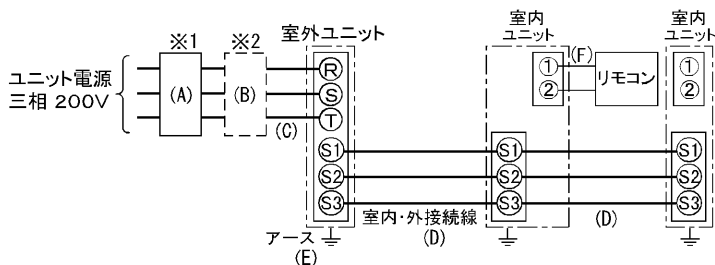 ※1
※2
室外ユニット
室内
ユニット
室内
ユニット
ユニット電源
三相 200V
(A)
(B)
(C)
R
S
T
①
②
(F)
リモコン
①
②
S1
S2
S3
S1
S2
S3
S1
S2
S3
室内・外接続線
(D)
(D)
アース
(E)